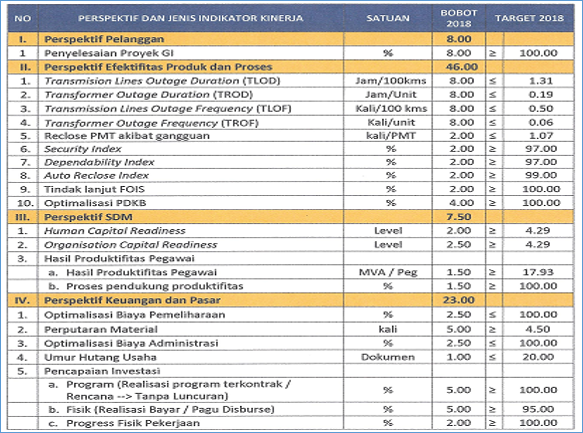 NO PERSPEKTIF DAN JENIS INDIKATOR KINERJA SATUAN BOBOT 2018 TARGET 2018
I. Perspektif Pelanggan 8.00
1 Penyelesaian Proyek GI % 8.00 ≥ 100.00
II. Perspektif Efektifitas Produk dan Proses 46.00
1. Transmision Lines Outage Duration (TLOD) Jam/100kms 8.00 ≤ 1.31
2. Transformer Outage Duration (TROD) Jam/Unit 8.00 ≤ 0.19
3. Transmission Lines Outage Frequency (TLOF) Kali/100 kms 8.00 ≤ 0.50
4. Transformer Outage Frequency (TROF) Kali/unit 8.00 ≤ 0.06
5. Reclose PMT akibat gangguan kali/PMT 2.00 ≤ 1.07
6. Security Index % 2.00 ≥ 97.00
7. Dependability Index % 2.00 ≥ 97.00
8. Auto Reclose Index % 2.00 ≥ 99.00
9. Tindak lanjut FOIS % 2.00 ≥ 100.00
10. Optimalisasi PDKB % 4.00 ≥ 100.00
III. Perspektif SDM 7.50
1. Human Capital Readiness Level 2.00 ≥ 4.29
2. Organisation Capital Readiness Level 2.50 ≥ 4.29
3. Hasil Produktifitas Pegawai
a. Hasil Produktifitas Pegawai MVA / Peg 1.50 ≥ 17.93
b. Proses pendukung produktifitas % 1.50 ≥ 100.00
IV. Perspektif Keuangan dan Pasar 23.00
1. Optimalisasi Biaya Pemeliharaan % 2.50 ≤ 100.00
2. Perputaran Material kali 5.00 ≥ 4.50
3. Optimalisasi Biaya Administrasi % 2.50 ≤ 100.00
4. Umur Hutang Usaha Dokumen 1.00 ≤ 20.00
5. Pencapaian Investasi
a. Program (Realisasi program terkontrak /
Rencana --> Tanpa Luncuran) % 5.00 ≥ 100.00
b. Fisik (Realisasi Bayar / Pagu Disburse) % 5.00 ≥ 95.00
c. Progress Fisik Pekerjaan % 2.00 ≥ 100.00